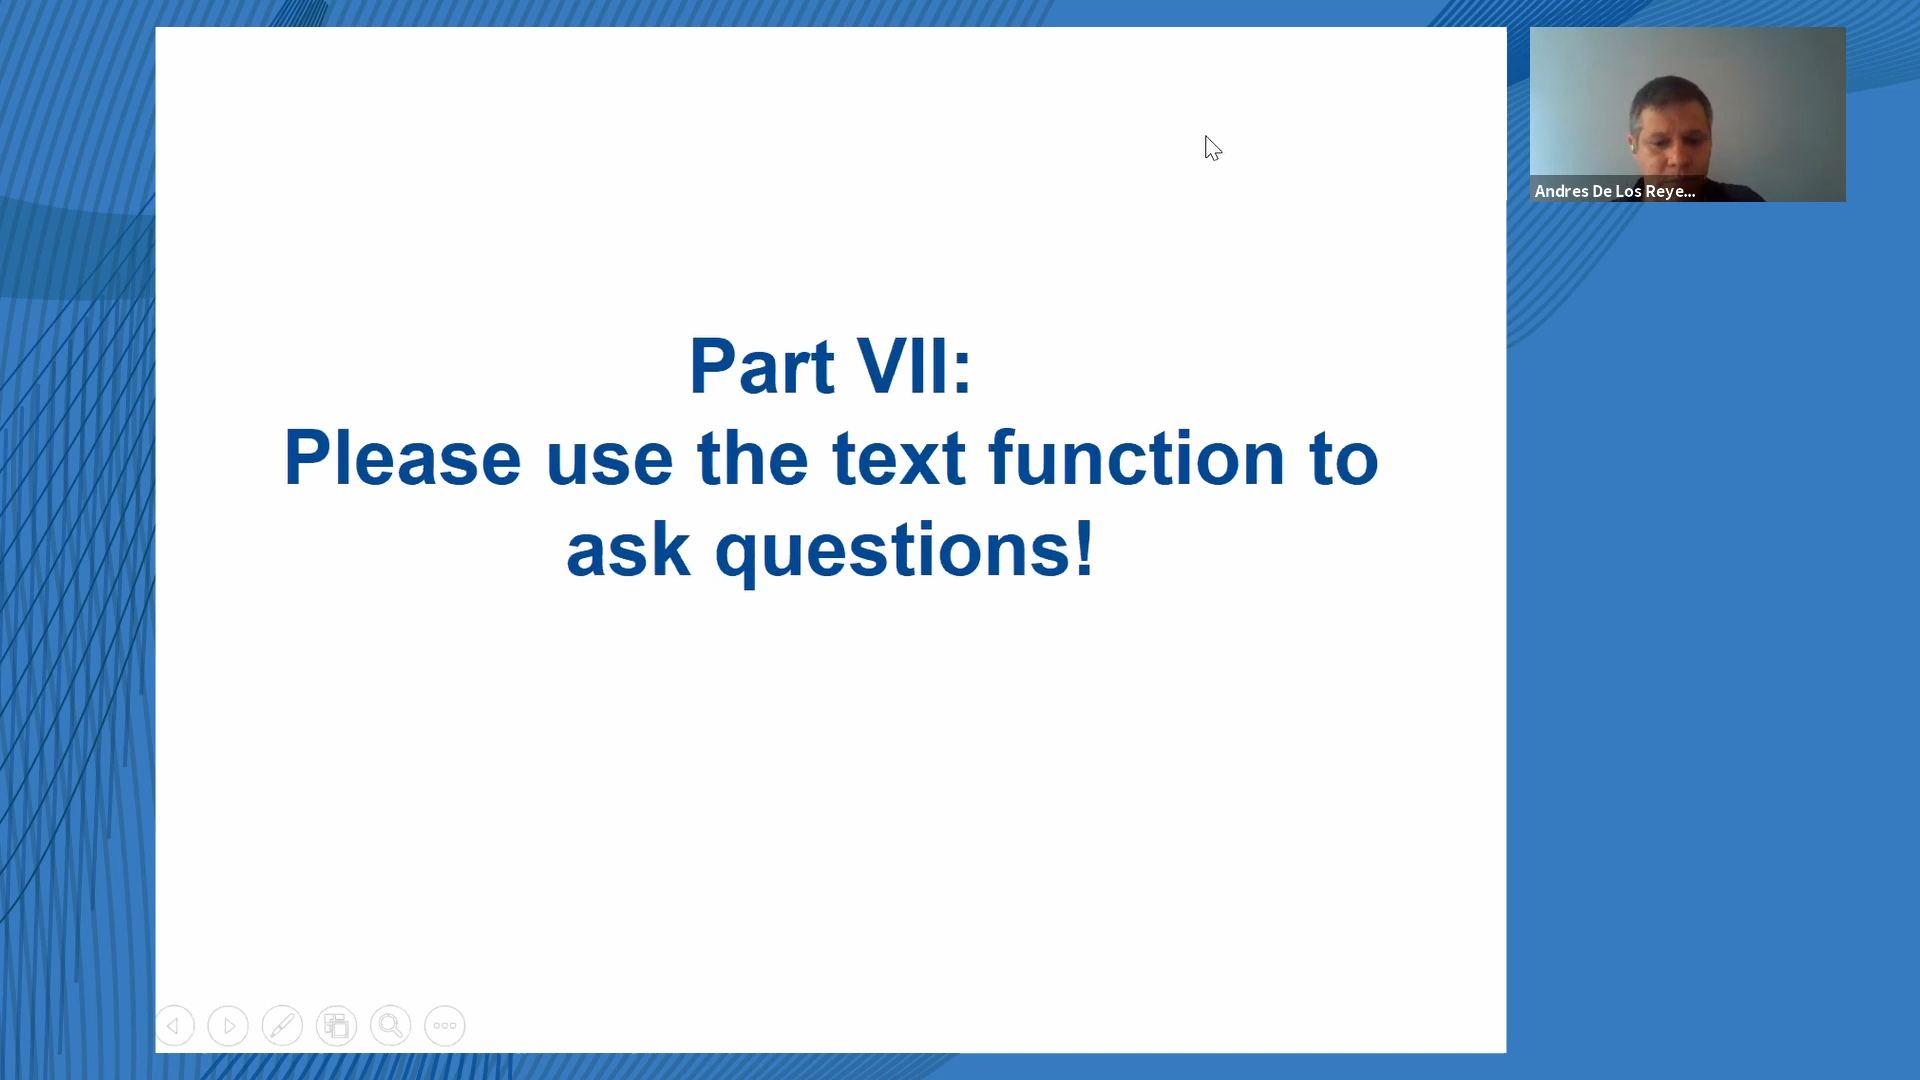 Part VII:
Please use the text function to
ask questions!
Andres De Los Reye...